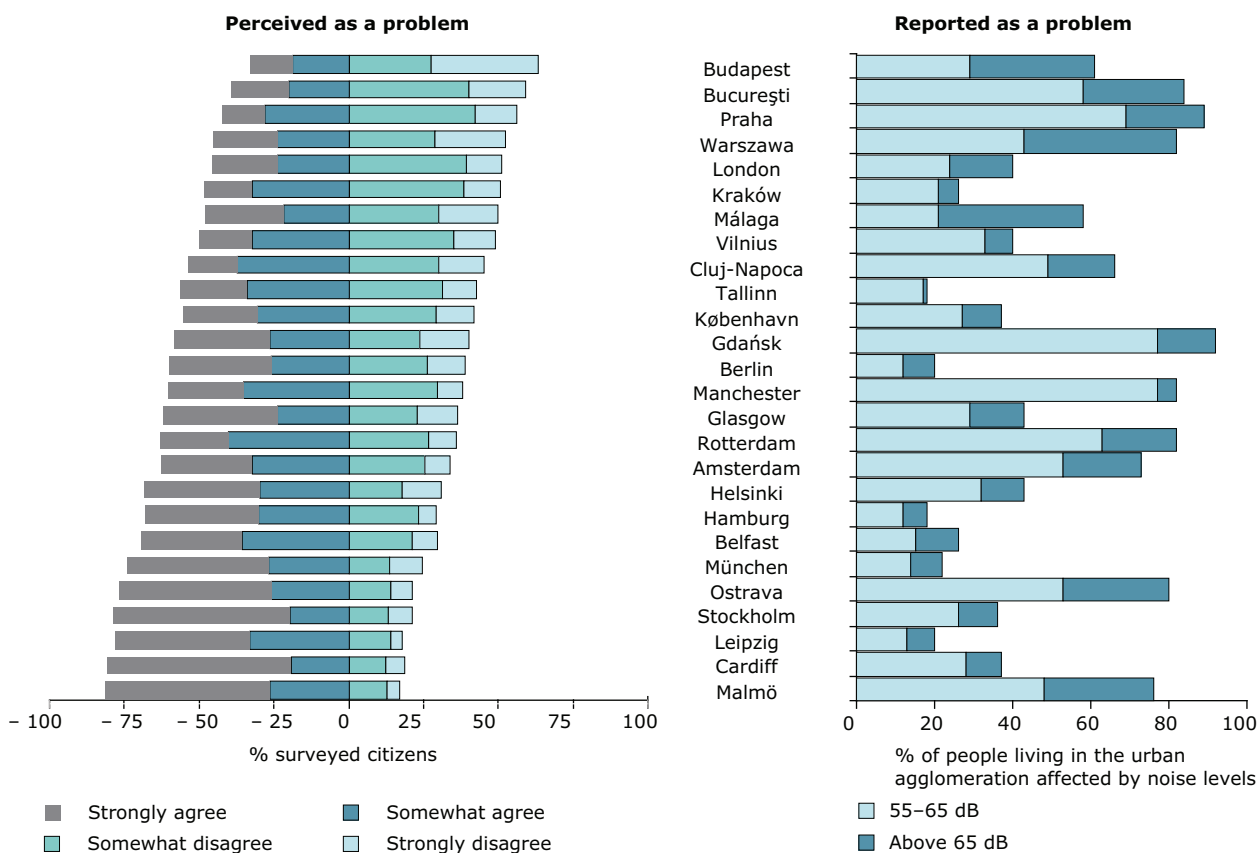 Perceived as a problem
Reported as a problem
Budapest
Bucureşti
Praha
Warszawa
London
Kraków
Málaga
Vilnius
Cluj-Napoca
Tallinn
København
Gdańsk
Berlin
Manchester
Glasgow
Rotterdam
Amsterdam
Helsinki
Hamburg
Belfast
München
Ostrava
Stockholm
Leipzig
Cardiff
Malmö
– 100 – 75 – 50 – 25 0 25 50 75 100
% surveyed citizens
0 20 40 60 80 100
% of people living in the urban
agglomeration affected by noise levels
Strongly agree
Somewhat agree
Somewhat disagree
Strongly disagree
55–65 dB
Above 65 dB